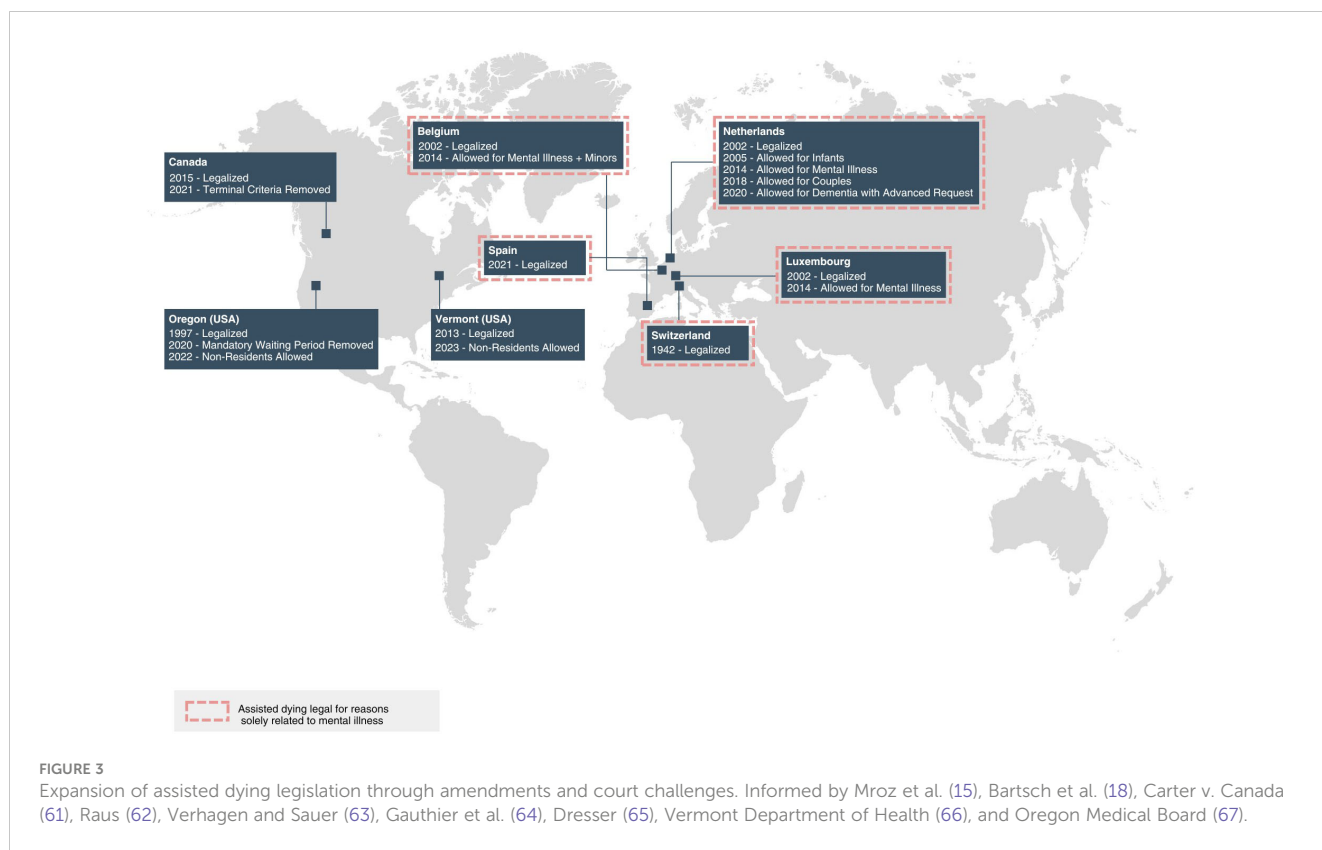 Belgium
2002 - Legalized
2014 - Allowed for Mental Illness + Minors
Netherlands
2002 - Legalized
2005 - Allowed for Infants
2014 - Allowed for Mental Illness
2018 - Allowed for Couples
2020 - Allowed for Dementia with Advanced Request
Canada
2015 - Legalized
2021 - Terminal Criteria Removed
Spain
2021 - Legalized
Luxembourg
2002 - Legalized
2014 - Allowed for Mental Illness
Oregon (USA)
1997 - Legalized
2020 - Mandatory Waiting Period Removed
2022 - Non-Residents Allowed
Vermont (USA)
2013 - Legalized
2023 - Non-Residents Allowed
Switzerland
1942 - Legalized
Assisted dying legal for reasons
solely related to mental illness
FIGURE 3
Expansion of assisted dying legislation through amendments and court challenges. Informed by Mroz et al. (15), Bartsch et al. (18), Carter v. Canada
(61), Raus (62), Verhagen and Sauer (63), Gauthier et al. (64), Dresser (65), Vermont Department of Health (66), and Oregon Medical Board (67).